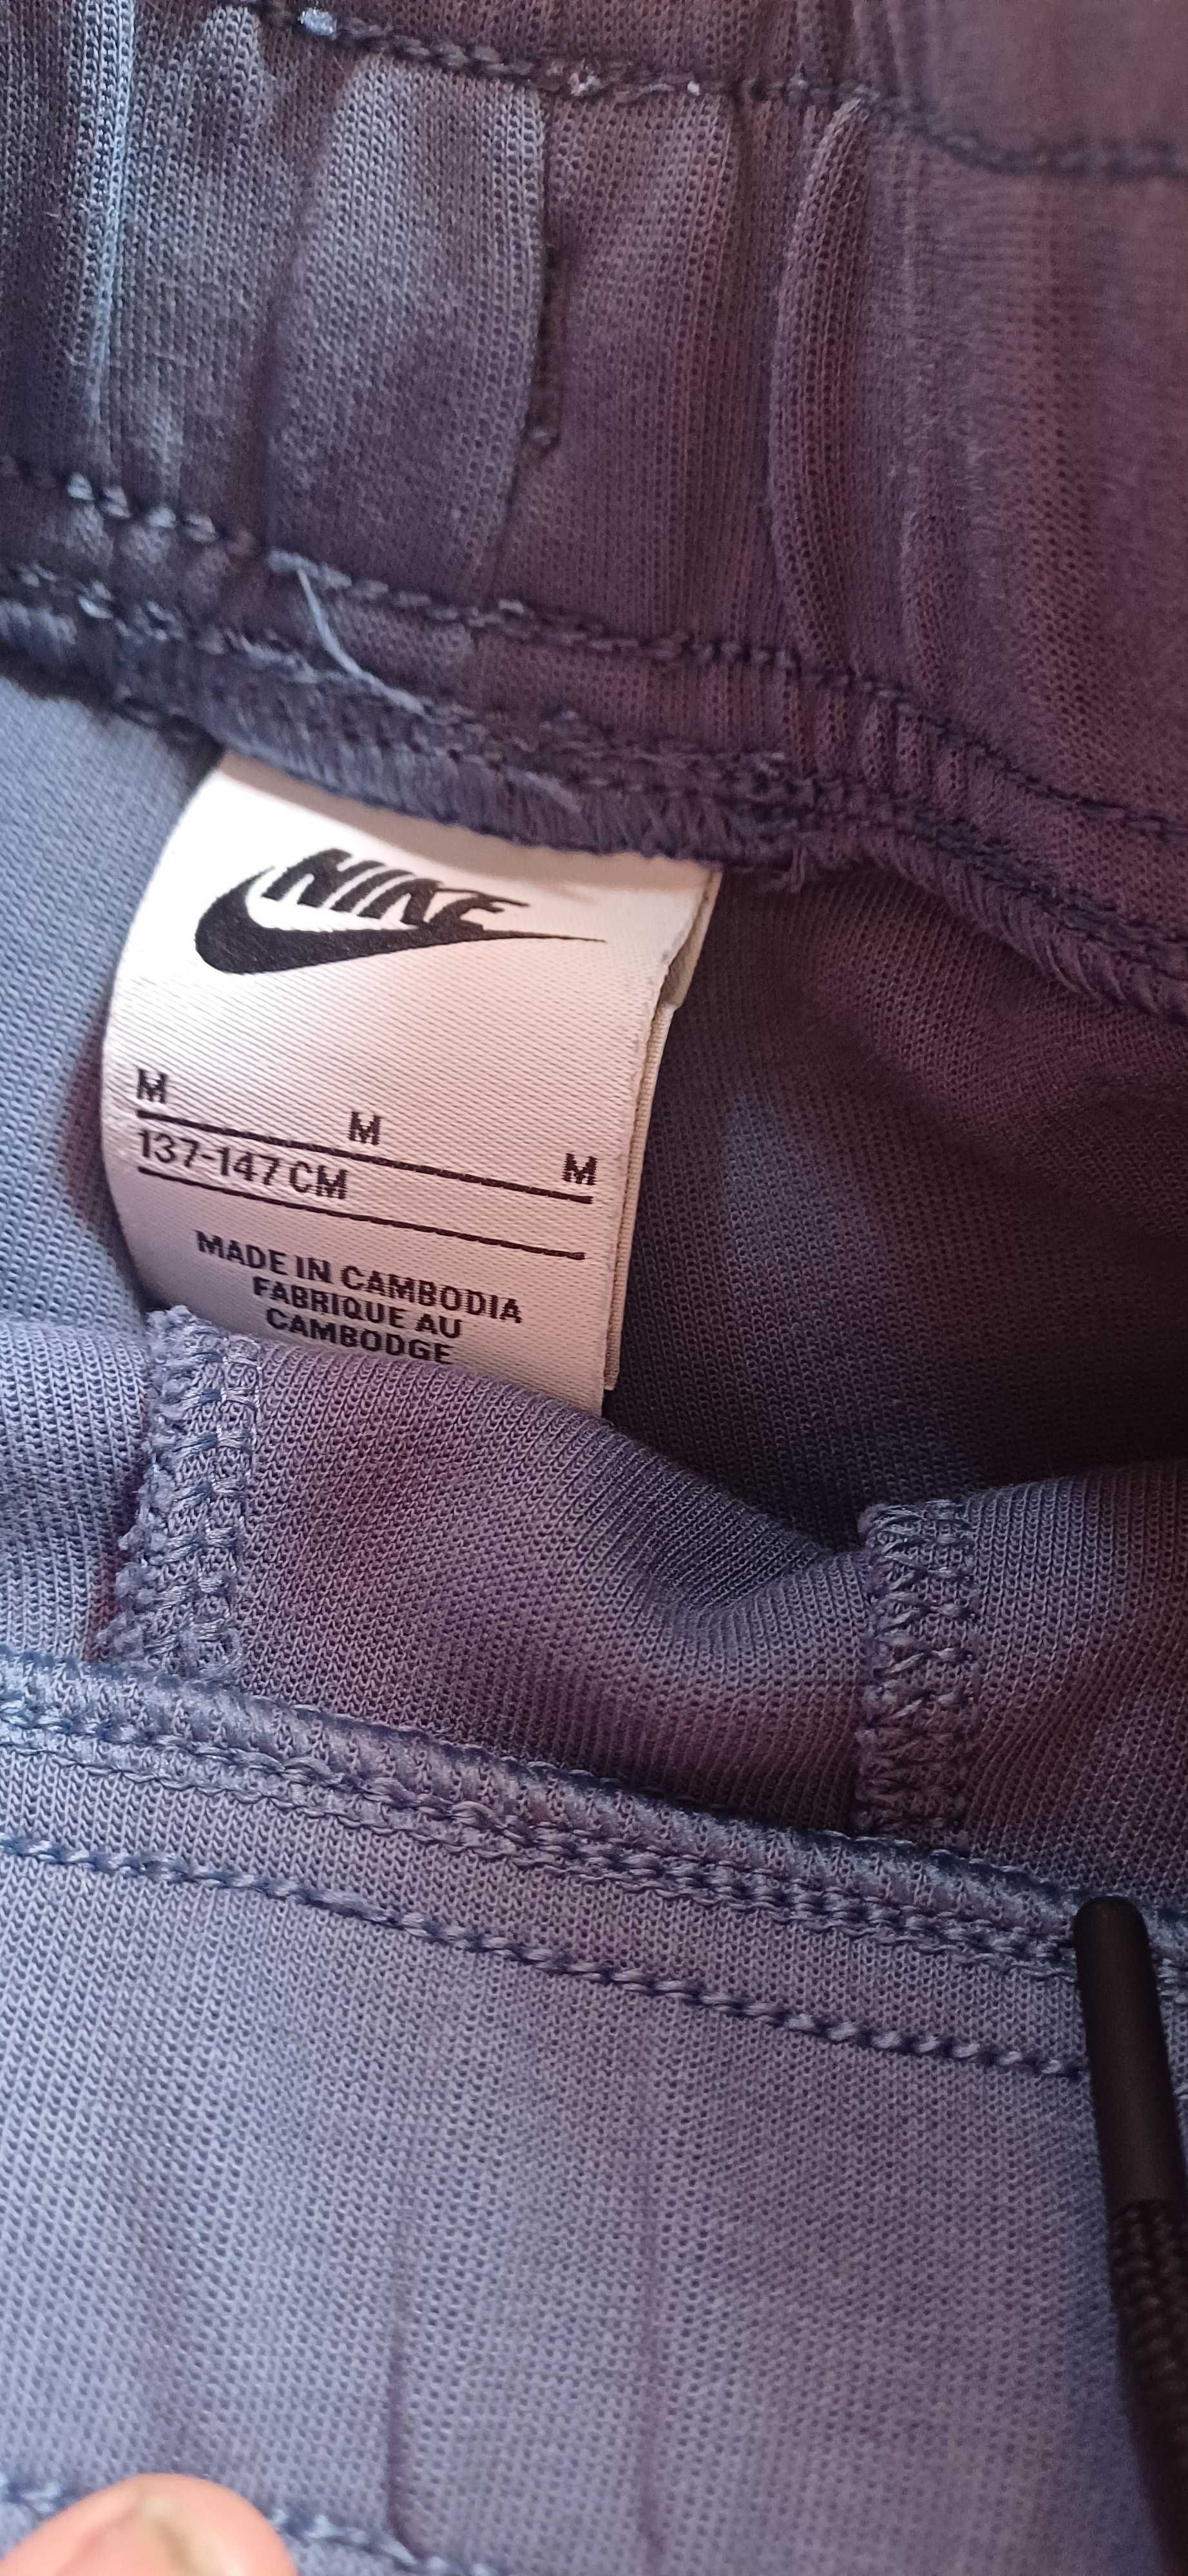 NIKE
M M M
137-147 CM
MADE IN CAMBODIA
FABRIQUE AU
CAMBODGE